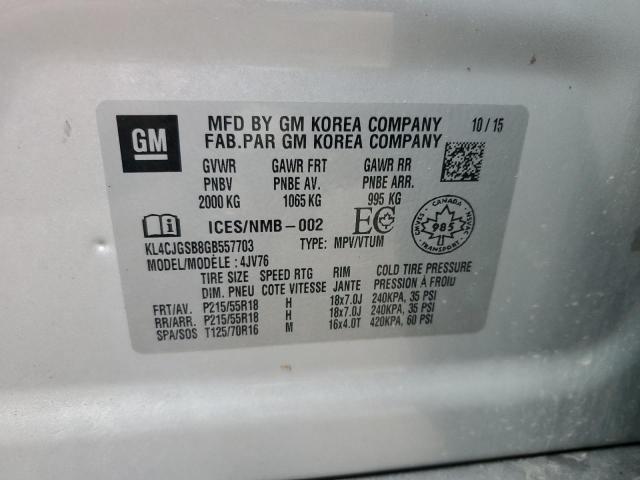 GM
MFD BY GM KOREA COMPANY 10/15
FAB.PAR GM KOREA COMPANY
GVWR GAWR FRT GAWR RR
PNBV PNBE AV. PNBE ARR.
2000 KG 1065 KG 995 KG
ICES/NMB-002 EC
CANADA
985
KL4CJGSB8GB557703 TYPE: MPV/VTUM
MODEL/MODÈLE : 4JV76
TIRE SIZE SPEED RTG RIM COLD TIRE PRESSURE
DIM. PNEU COTE VITESSE JANTE PRESSION À FROID
FRT/AV. P215/55R18 H 18x7.0J 240KPA, 35 PSI
RR/ARR. P215/55R18 H 18x7.0J 240KPA, 35 PSI
SPA/SOS T125/70R16 M 16x4.0T 420KPA, 60 PSI